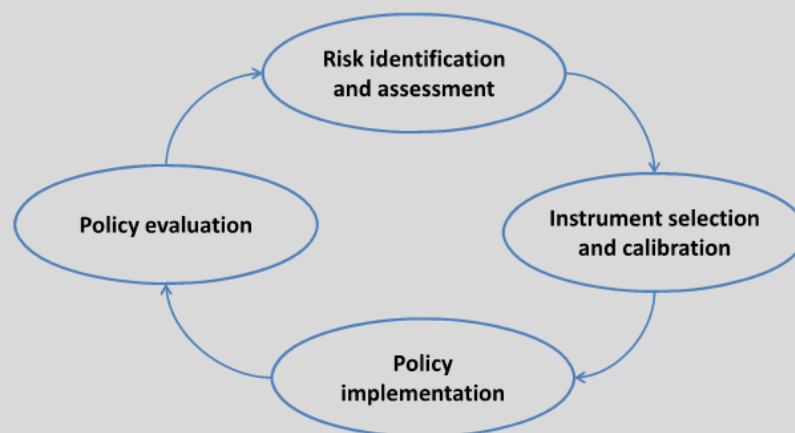 Risk identification
and assessment
Policy evaluation
Instrument selection
and calibration
Policy
implementation